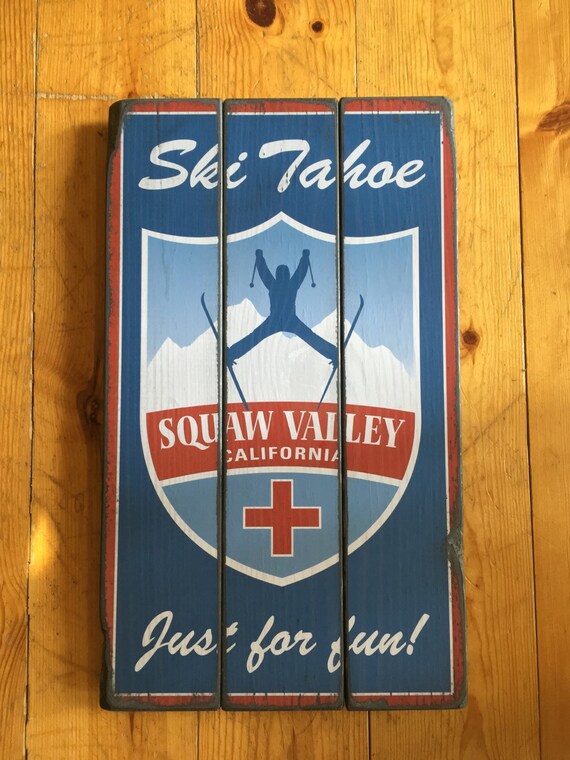 Ski Tahoe
SQUAW VALLEY
CALIFORNIA
Just for fun!